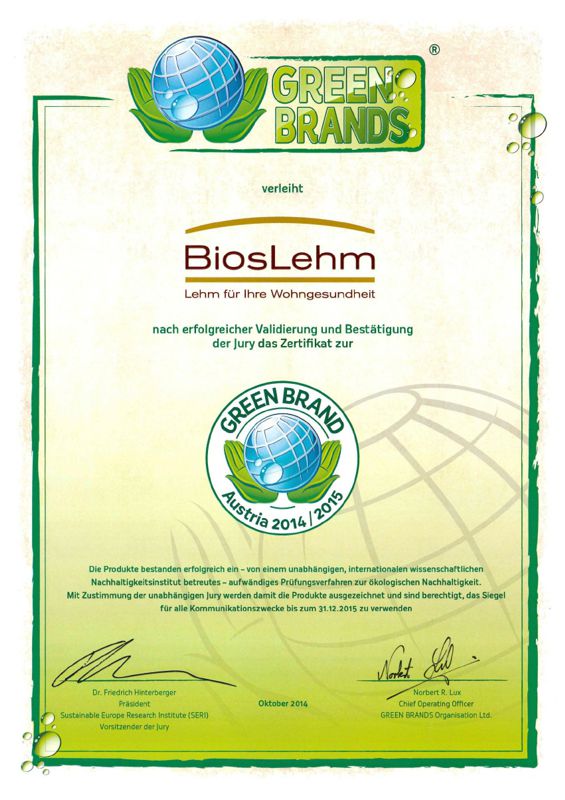 GREEN
BRANDS
®
verleiht
BiosLehm
Lehm für Ihre Wohngesundheit
nach erfolgreicher Validierung und Bestätigung
der Jury das Zertifikat zur
GREEN BRAND
Austria 2014 / 2015
Die Produkte bestanden erfolgreich ein – von einem unabhängigen, internationalen wissenschaftlichen
Nachhaltigkeitsinstitut betreutes – aufwändiges Prüfungsverfahren zur ökologischen Nachhaltigkeit.
Mit Zustimmung der unabhängigen Jury werden damit die Produkte ausgezeichnet und sind berechtigt, das Siegel
für alle Kommunikationszwecke bis zum 31.12.2015 zu verwenden
Dr. Friedrich Hinterberger
Präsident
Sustainable Europe Research Institute (SERI)
Vorsitzender der Jury
Oktober 2014
Norbert R. Lux
Chief Operating Officer
GREEN BRANDS Organisation Ltd.